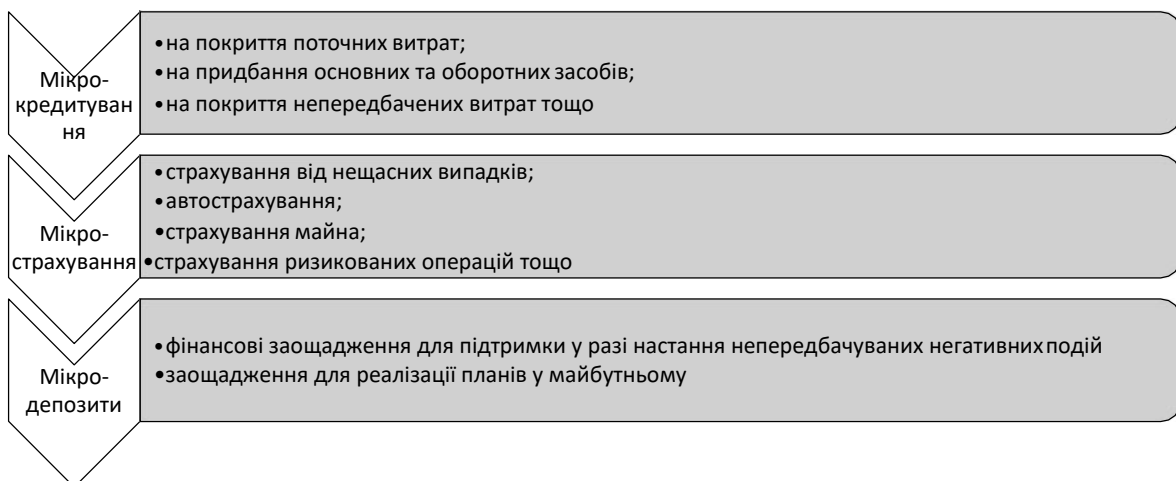 Мікро-
кредитуван
ня
•на покриття поточних витрат;
•на придбання основних та оборотних засобів;
•на покриття непередбачених витрат тощо
Мікро-
страхування
•страхування від нещасних випадків;
•автострахування;
•страхування майна;
•страхування ризикованих операцій тощо
Мікро-
депозити
•фінансові заощадження для підтримки у разі настання непередбачуваних негативних подій
•заощадження для реалізації планів у майбутньому